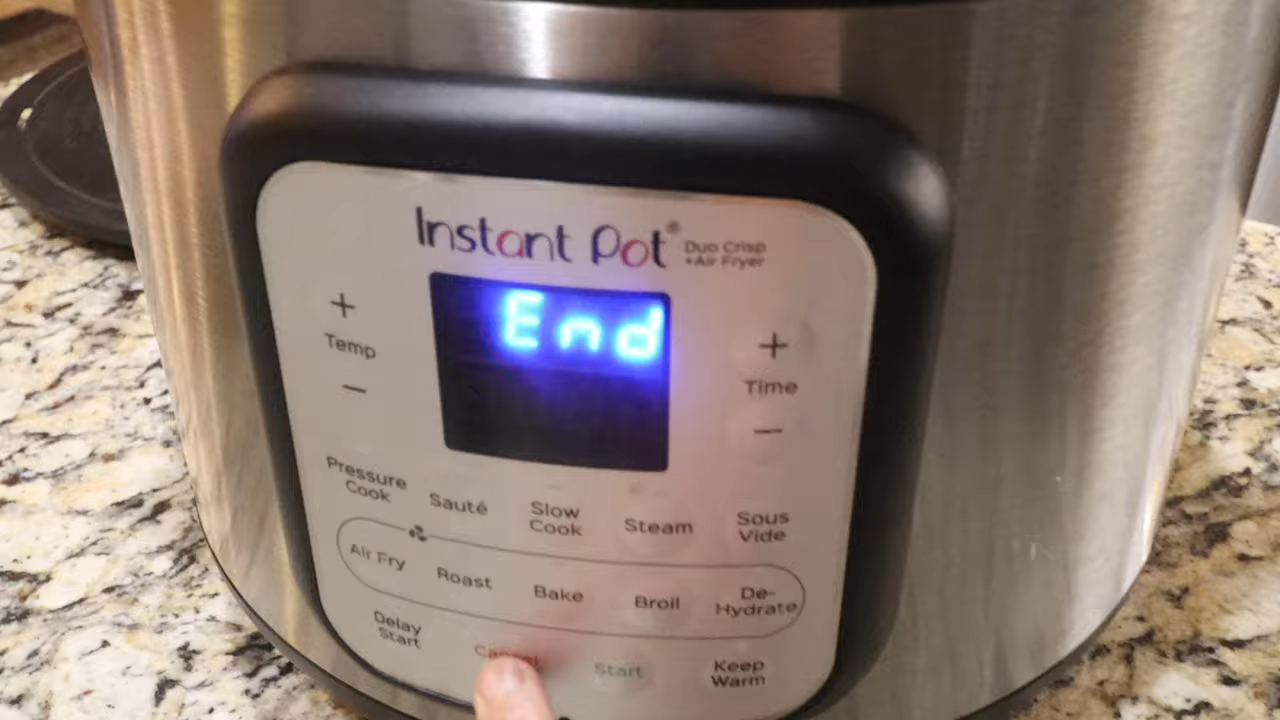 Instant Pot®
Duo Crisp
+Air Fryer
End
+
Temp
−
+
Time
−
Pressure
Cook
Sauté
Slow
Cook
Steam
Sous
Vide
Air Fry
Roast
Bake
Broil
De-
Hydrate
Delay
Start
Cancel
Start
Keep
Warm